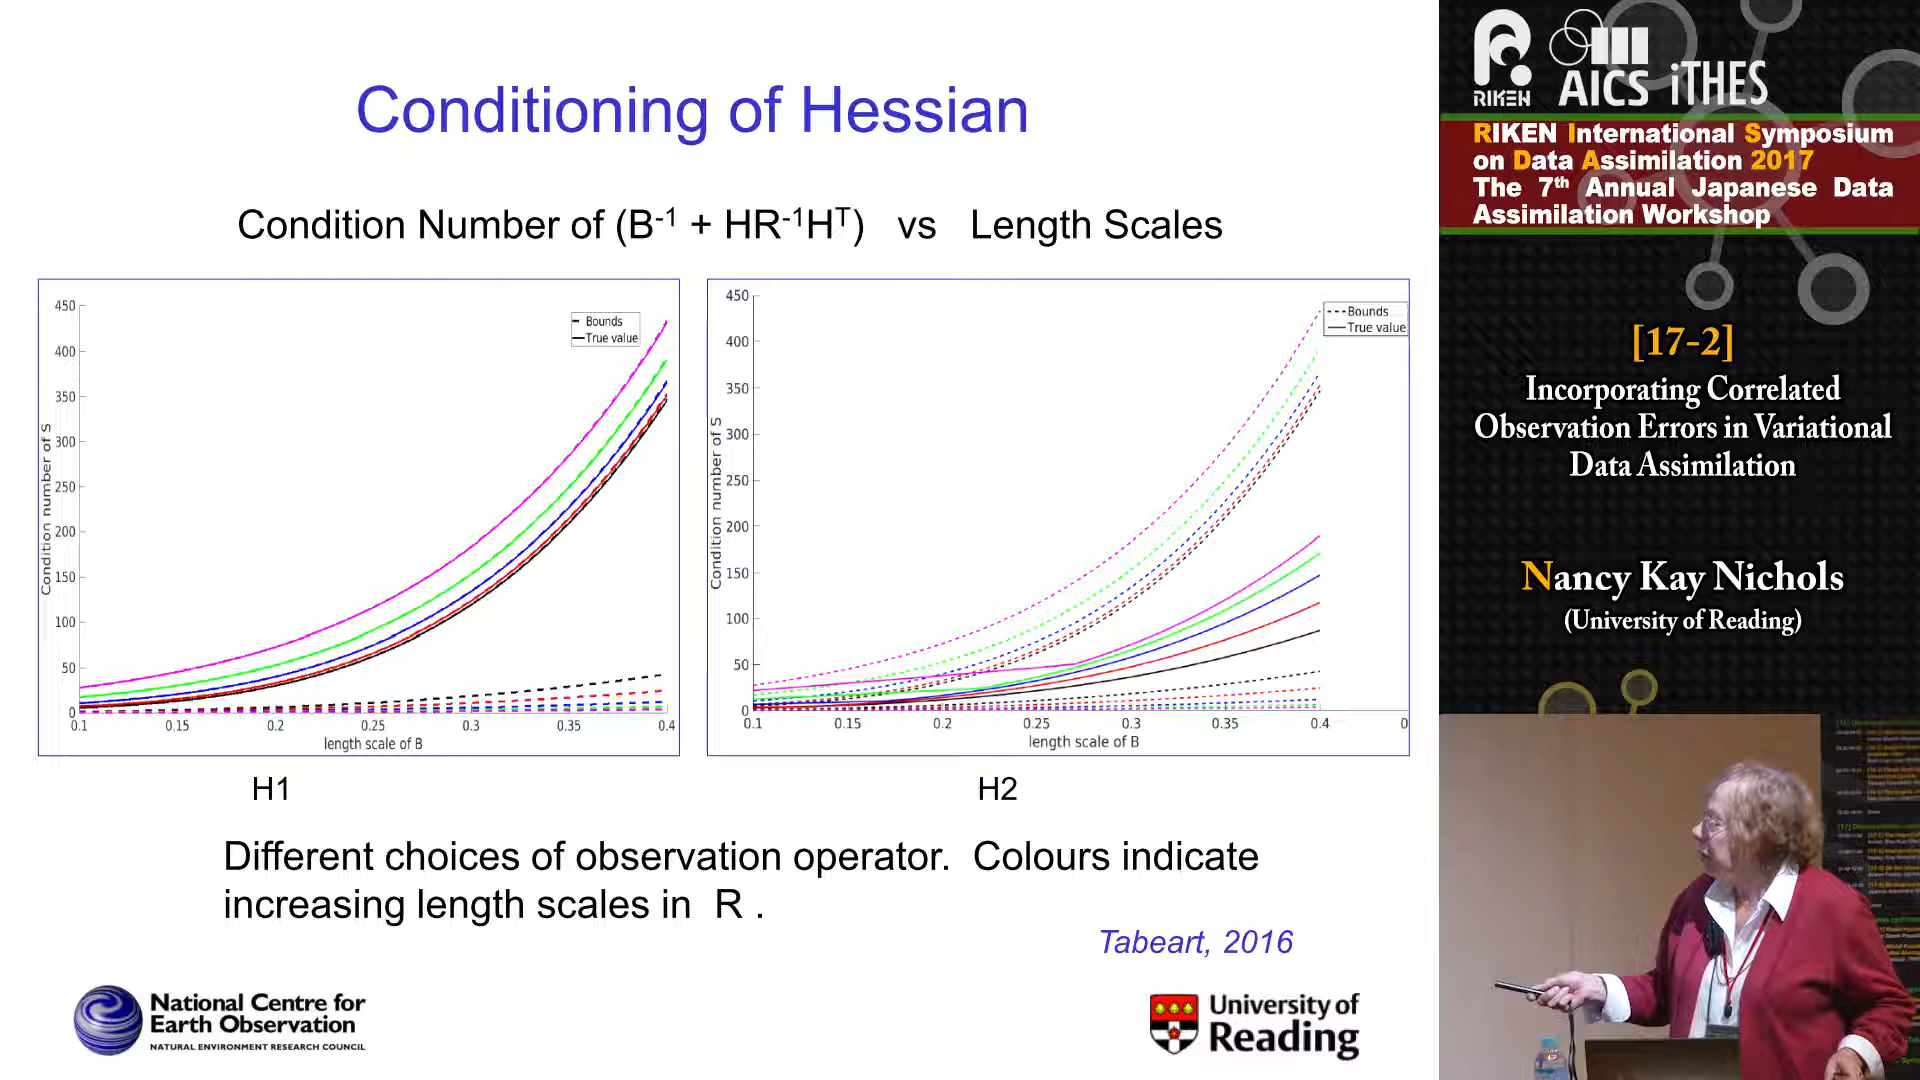 Conditioning of Hessian
Condition Number of (B-1 + HR-1HT) vs Length Scales
450
400
350
300
250
200
150
100
50
0
0.1
0.15
0.2
0.25
0.3
0.35
0.4
Condition number of S
length scale of B
Bounds
True value
450
400
350
300
250
200
150
100
50
0
0.1
0.15
0.2
0.25
0.3
0.35
0.4
0
Condition number of S
length scale of B
Bounds
True value
H1
H2
Different choices of observation operator. Colours indicate
increasing length scales in R .
Tabeart, 2016
National Centre for
Earth Observation
NATURAL ENVIRONMENT RESEARCH COUNCIL
University of
Reading
RIKEN
AICS iTHES
RIKEN International Symposium
on Data Assimilation 2017
The 7th Annual Japanese Data
Assimilation Workshop
[17-2]
Incorporating Correlated
Observation Errors in Variational
Data Assimilation
Nancy Kay Nichols
(University of Reading)